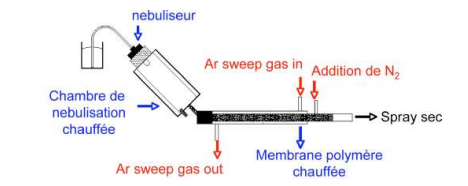 nebuliseur
Ar sweep gas in
Addition de N2
Chambre de
nebulisation
chauffée
Spray sec
Ar sweep gas out
Membrane polymère
chauffée